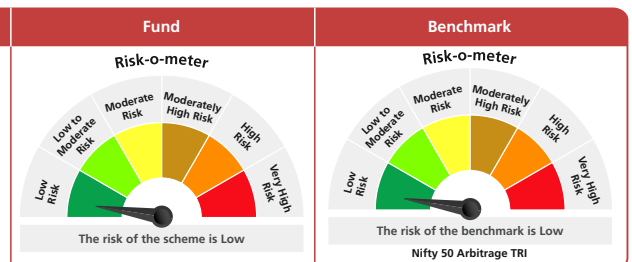 Fund
Risk-o-meter
Low
Risk
Low to
Moderate
Risk
Moderate
Risk
Moderately
High Risk
High
Risk
Very High
Risk
The risk of the scheme is Low
Benchmark
Risk-o-meter
Low
Risk
Low to
Moderate
Risk
Moderate
Risk
Moderately
High Risk
High
Risk
Very High
Risk
The risk of the benchmark is Low
Nifty 50 Arbitrage TRI